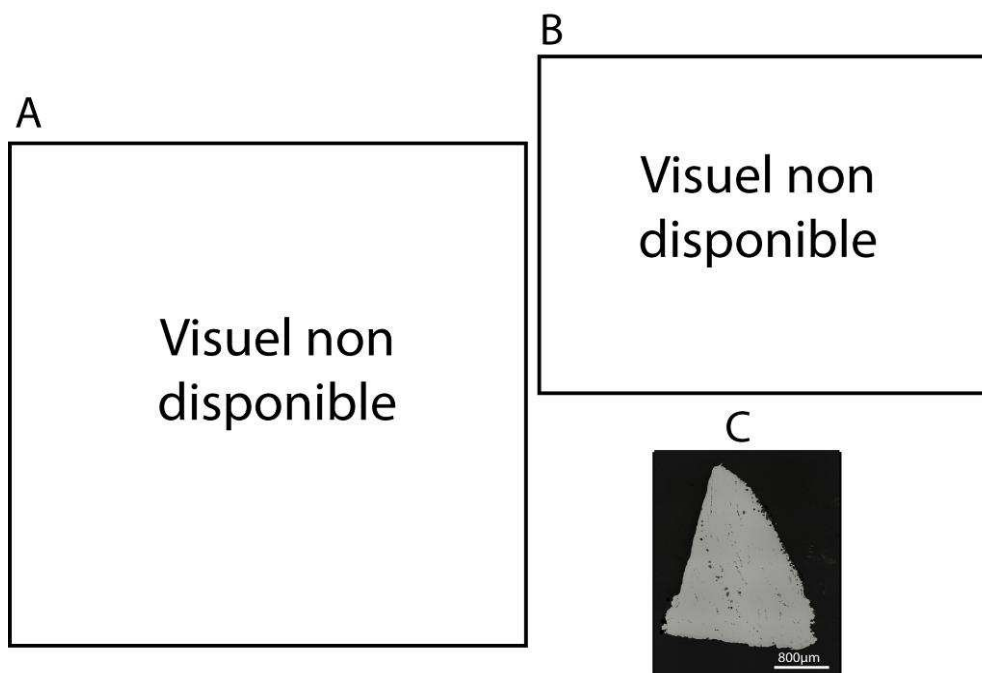 A
Visuel non
disponible
B
Visuel non
disponible
C
800µm